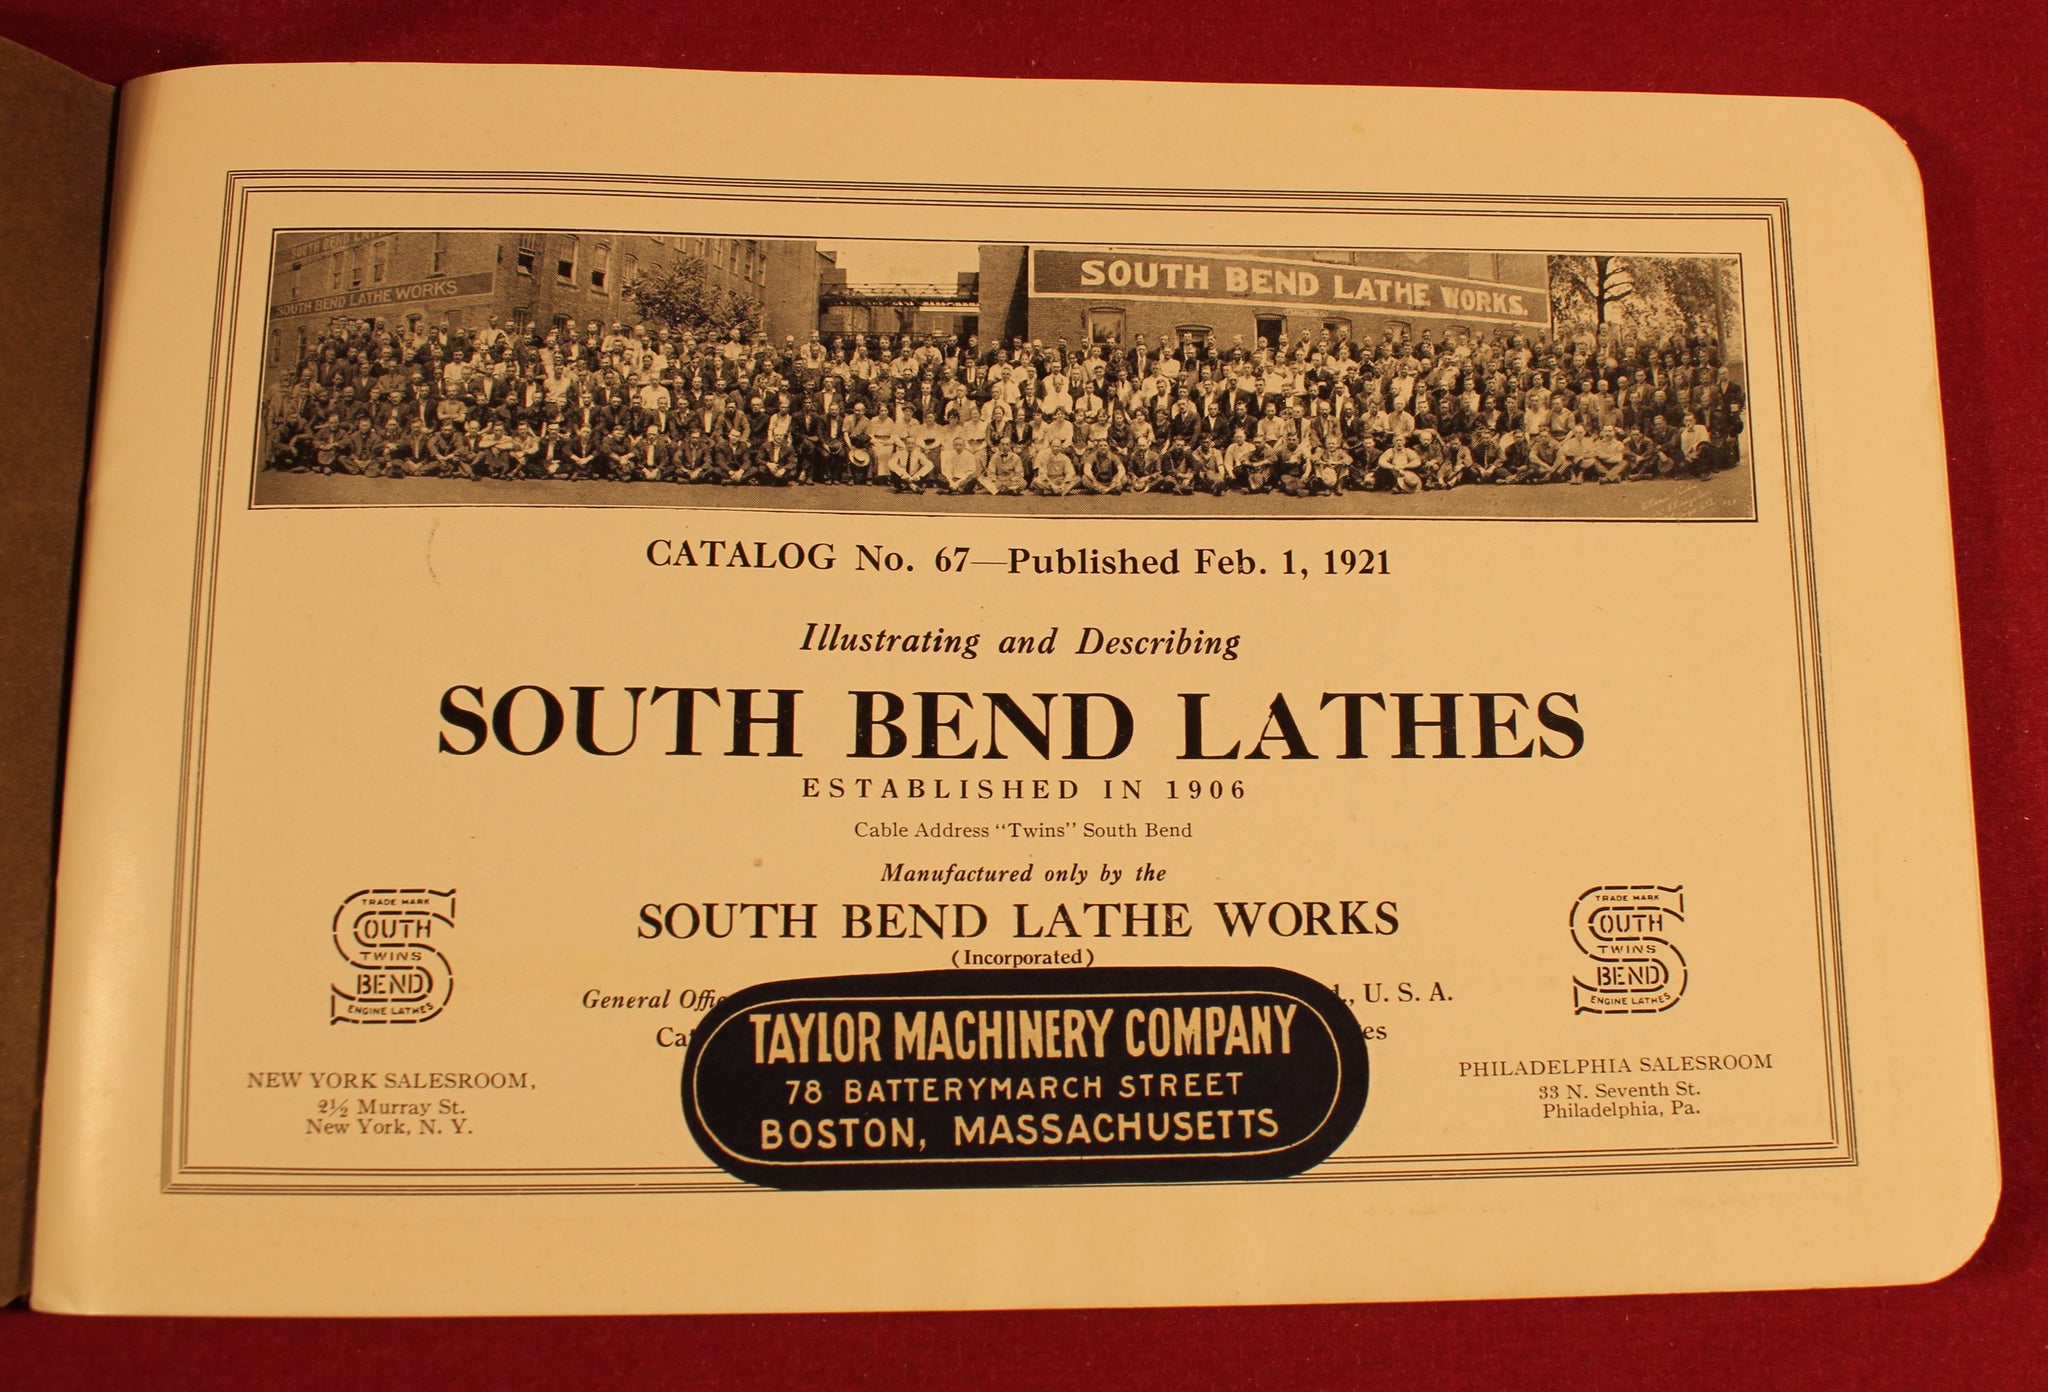 SOUTH BEND LATHE WORKS
SOUTH BEND LATHE WORKS.
CATALOG No. 67—Published Feb. 1, 1921
Illustrating and Describing
SOUTH BEND LATHES
ESTABLISHED IN 1906
Cable Address “Twins” South Bend
Manufactured only by the
SOUTH BEND LATHE WORKS
(Incorporated)
General U. S. A.
TRADE MARK
SOUTH
TWINS
BEND
ENGINE LATHES
TRADE MARK
SOUTH
TWINS
BEND
ENGINE LATHES
TAYLOR MACHINERY COMPANY
78 BATTERYMARCH STREET
BOSTON, MASSACHUSETTS
NEW YORK SALESROOM,
2½ Murray St.
New York, N. Y.
PHILADELPHIA SALESROOM
33 N. Seventh St.
Philadelphia, Pa.